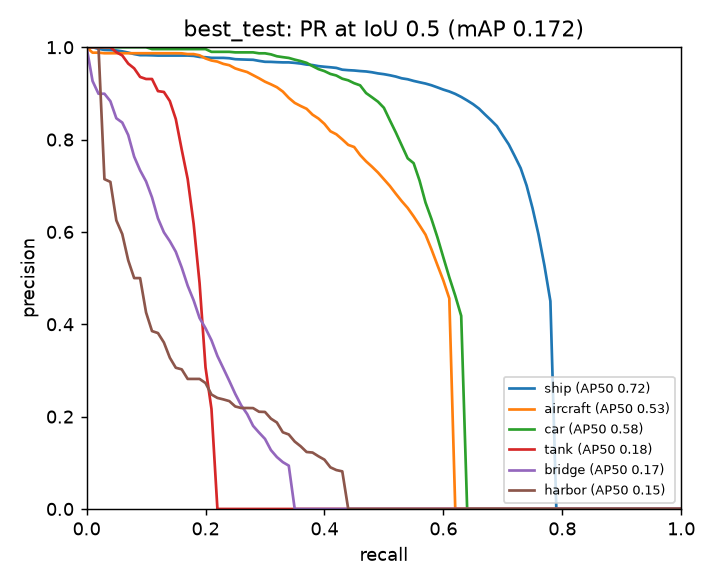 best_test: PR at IoU 0.5 (mAP 0.172)
precision
1.0
0.8
0.6
0.4
0.2
0.0
ship (AP50 0.72)
aircraft (AP50 0.53)
car (AP50 0.58)
tank (AP50 0.18)
bridge (AP50 0.17)
harbor (AP50 0.15)
0.0 0.2 0.4 0.6 0.8 1.0
recall